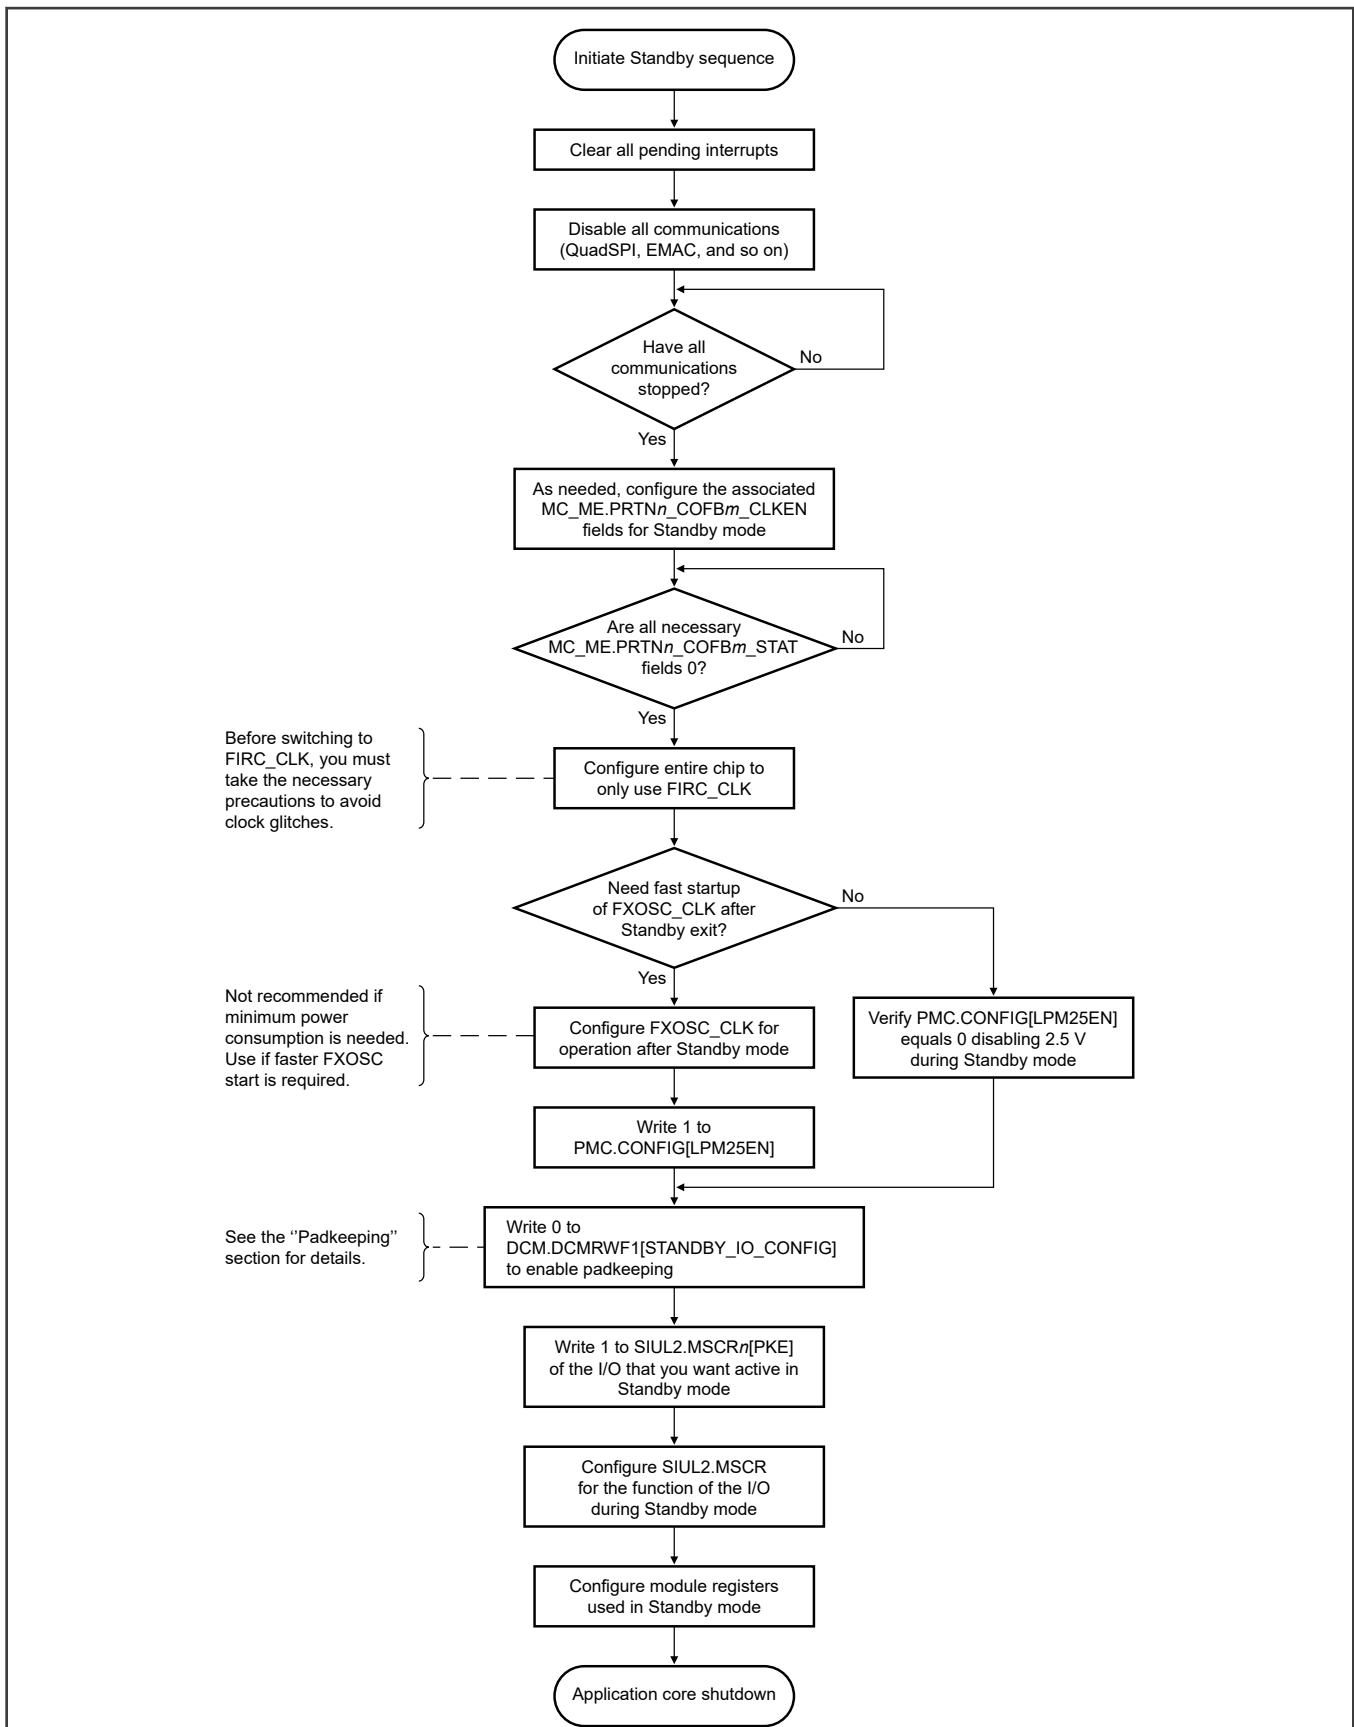 Initiate Standby sequence
Clear all pending interrupts
Disable all communications
(QuadSPI, EMAC, and so on)
Have all
communications
stopped?
No
Yes
As needed, configure the associated
MC_ME.PRTNn_COFBm_CLKEN
fields for Standby mode
Are all necessary
MC_ME.PRTNn_COFBm_STAT
fields 0?
No
Yes
Before switching to
FIRC_CLK, you must
take the necessary
precautions to avoid
clock glitches.
Configure entire chip to
only use FIRC_CLK
Need fast startup
of FXOSC_CLK after
Standby exit?
No
Yes
Not recommended if
minimum power
consumption is needed.
Use if faster FXOSC
start is required.
Configure FXOSC_CLK for
operation after Standby mode
Verify PMC.CONFIG[LPM25EN]
equals 0 disabling 2.5 V
during Standby mode
Write 1 to
PMC.CONFIG[LPM25EN]
See the ‘’Padkeeping’’
section for details.
Write 0 to
DCM.DCMRWF1[STANDBY_IO_CONFIG]
to enable padkeeping
Write 1 to SIUL2.MSCRn[PKE]
of the I/O that you want active in
Standby mode
Configure SIUL2.MSCR
for the function of the I/O
during Standby mode
Configure module registers
used in Standby mode
Application core shutdown